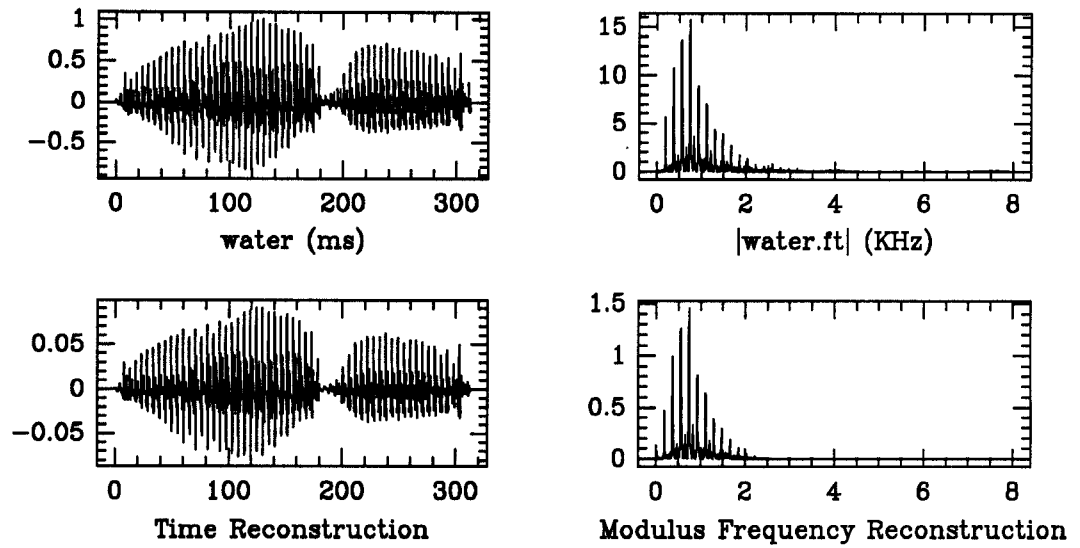 1
0.5
0
−0.5
0 100 200 300
water (ms)
15
10
5
0
0 2 4 6 8
|water.ft| (KHz)
0.05
0
−0.05
0 100 200 300
Time Reconstruction
1.5
1
0.5
0
0 2 4 6 8
Modulus Frequency Reconstruction